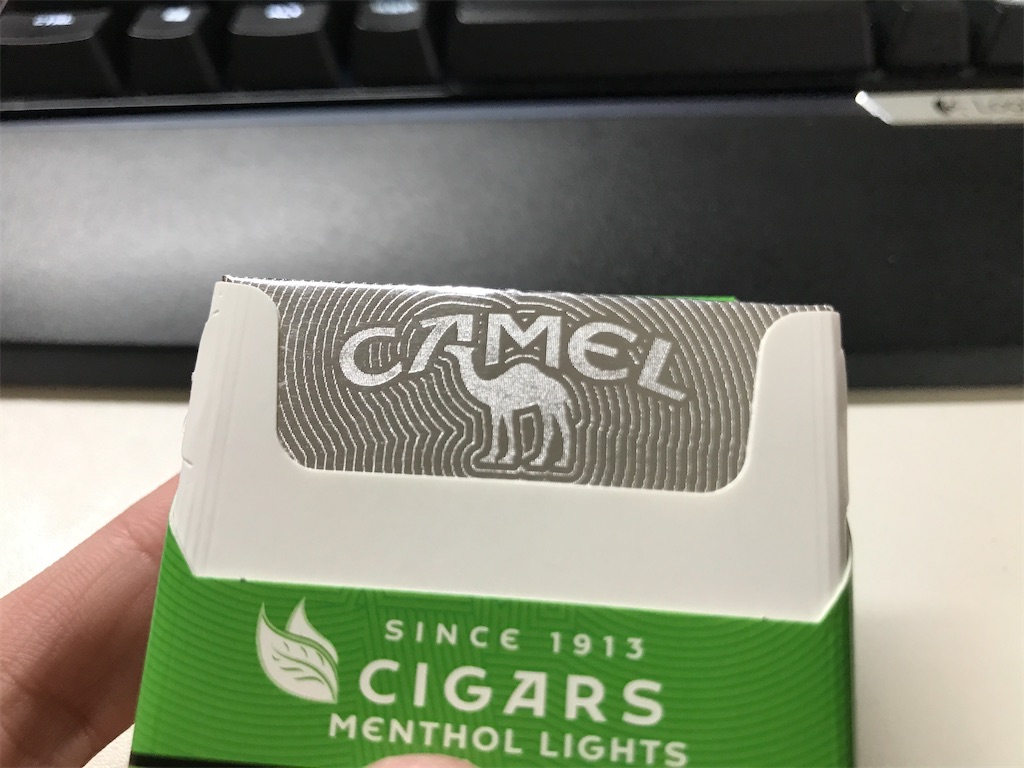 CAMEL
SINCE 1913
CIGARS
MENTHOL LIGHTS